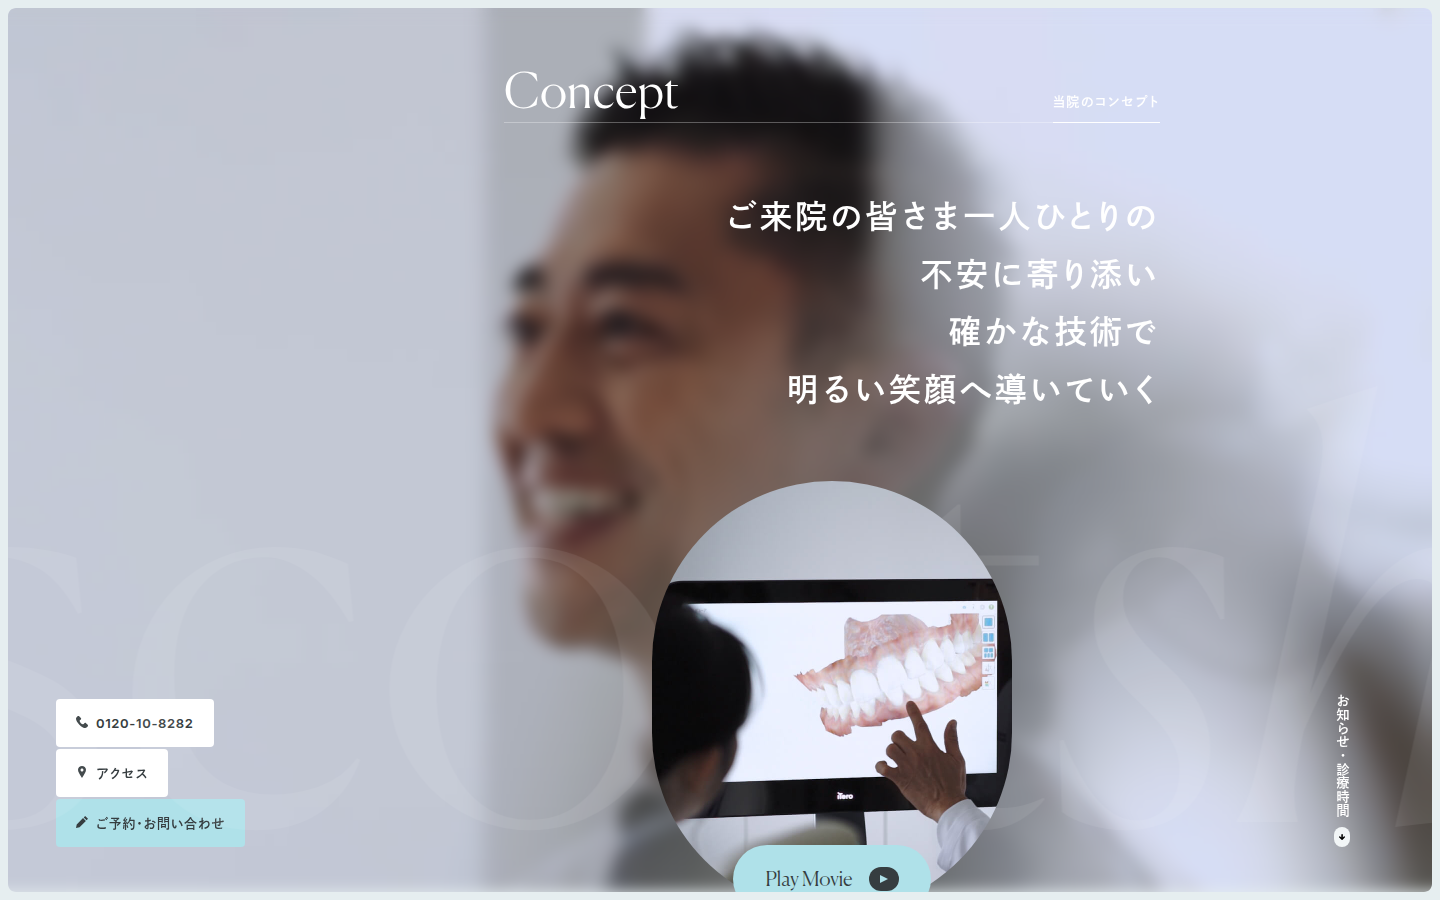 Concept
当院のコンセプト
ご来院の皆さま一人ひとりの
不安に寄り添い
確かな技術で
明るい笑顔へ導いていく
iTero
Play Movie
0120-10-8282
アクセス
ご予約・お問い合わせ
お知らせ・診療時間